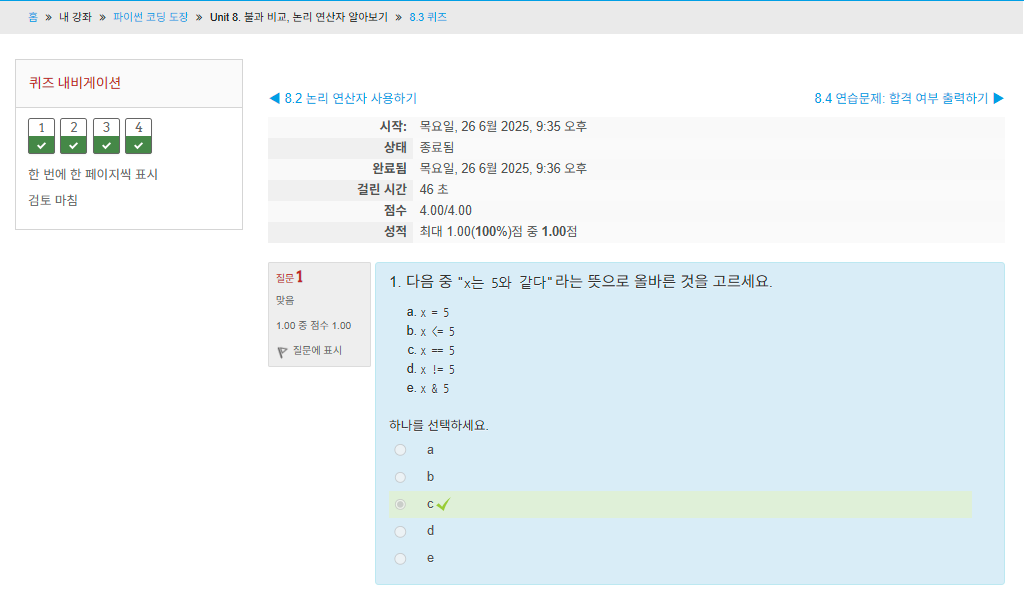 홈 » 내 강좌 » 파이썬 코딩 도장 » Unit 8. 불과 비교, 논리 연산자 알아보기 » 8.3 퀴즈
퀴즈 내비게이션
1 2 3 4
한 번에 한 페이지씩 표시
검토 마침
◀ 8.2 논리 연산자 사용하기
8.4 연습문제: 합격 여부 출력하기 ▶
시작: 목요일, 26 6월 2025, 9:35 오후
상태 종료됨
완료됨 목요일, 26 6월 2025, 9:36 오후
걸린 시간 46 초
점수 4.00/4.00
성적 최대 1.00(100%)점 중 1.00점
질문 1
맞음
1.00 중 점수 1.00
질문에 표시
1. 다음 중 "x는 5와 같다"라는 뜻으로 올바른 것을 고르세요.
a. x = 5
b. x <= 5
c. x == 5
d. x != 5
e. x & 5
하나를 선택하세요.
a
b
c
d
e